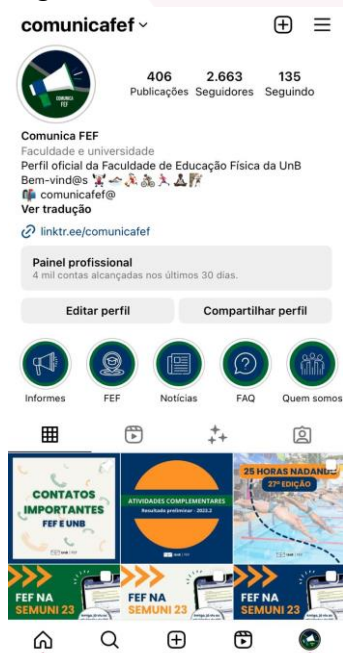 comunicafef
COMUNICA
FEF
406 2.663 135
Publicações Seguidores Seguindo
Comunica FEF
Faculdade e universidade
Perfil oficial da Faculdade de Educação Física da UnB
Bem-vind@s
comunicafef@
Ver tradução
linktr.ee/comunicafef
Painel profissional
4 mil contas alcançadas nos últimos 30 dias.
Editar perfil Compartilhar perfil
Informes FEF Notícias FAQ Quem somos
CONTATOS
IMPORTANTES
FEF E UNB
ATIVIDADES COMPLEMENTARES
Resultado preliminar - 2023.2
25 HORAS NADANDO
27ª EDIÇÃO
FEF NA
SEMUNI 23
FEF NA
SEMUNI 23
FEF NA
SEMUNI 23